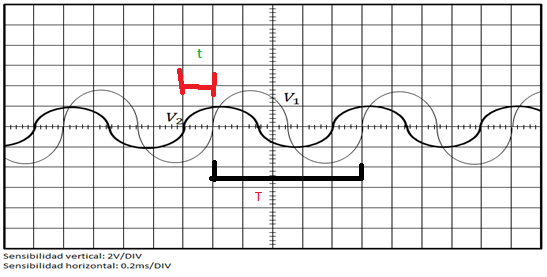 t
V₁
V₂
T
Sensibilidad vertical: 2V/DIV
Sensibilidad horizontal: 0.2ms/DIV